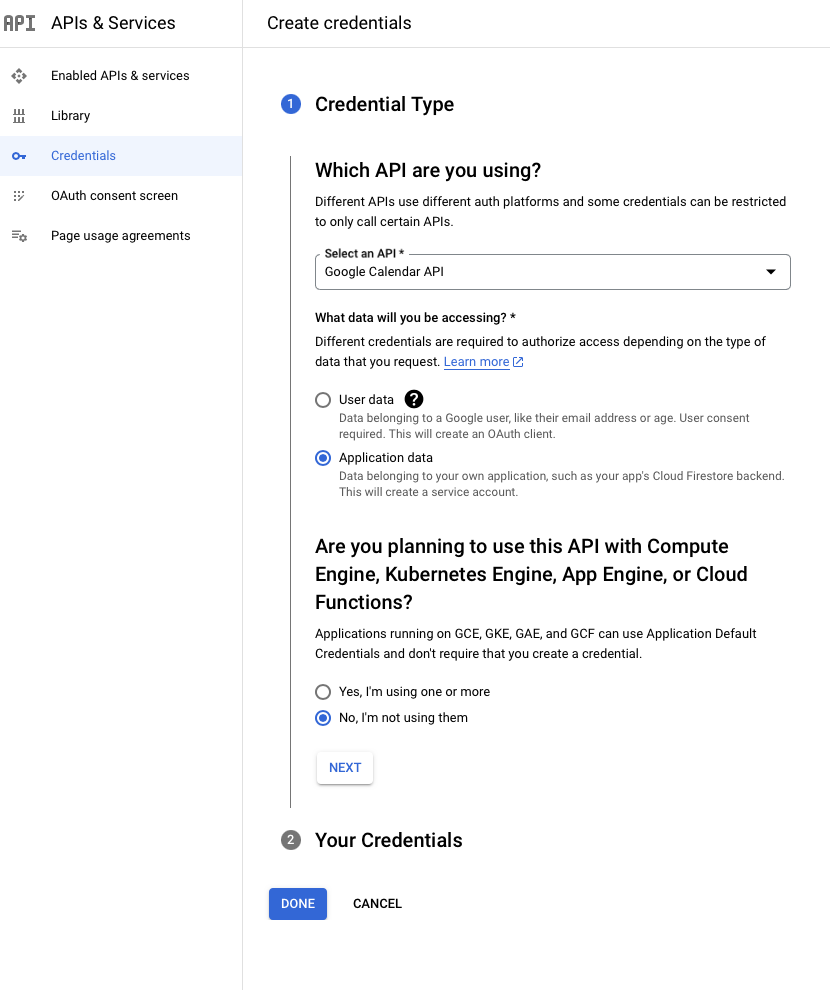 API APIs & Services
Create credentials
Enabled APIs & services
Library
Credentials
OAuth consent screen
Page usage agreements
1 Credential Type
Which API are you using?
Different APIs use different auth platforms and some credentials can be restricted
to only call certain APIs.
Select an API *
Google Calendar API
What data will you be accessing? *
Different credentials are required to authorize access depending on the type of
data that you request. Learn more
User data ?
Data belonging to a Google user, like their email address or age. User consent
required. This will create an OAuth client.
Application data
Data belonging to your own application, such as your app's Cloud Firestore backend.
This will create a service account.
Are you planning to use this API with Compute
Engine, Kubernetes Engine, App Engine, or Cloud
Functions?
Applications running on GCE, GKE, GAE, and GCF can use Application Default
Credentials and don't require that you create a credential.
Yes, I'm using one or more
No, I'm not using them
NEXT
2 Your Credentials
DONE CANCEL